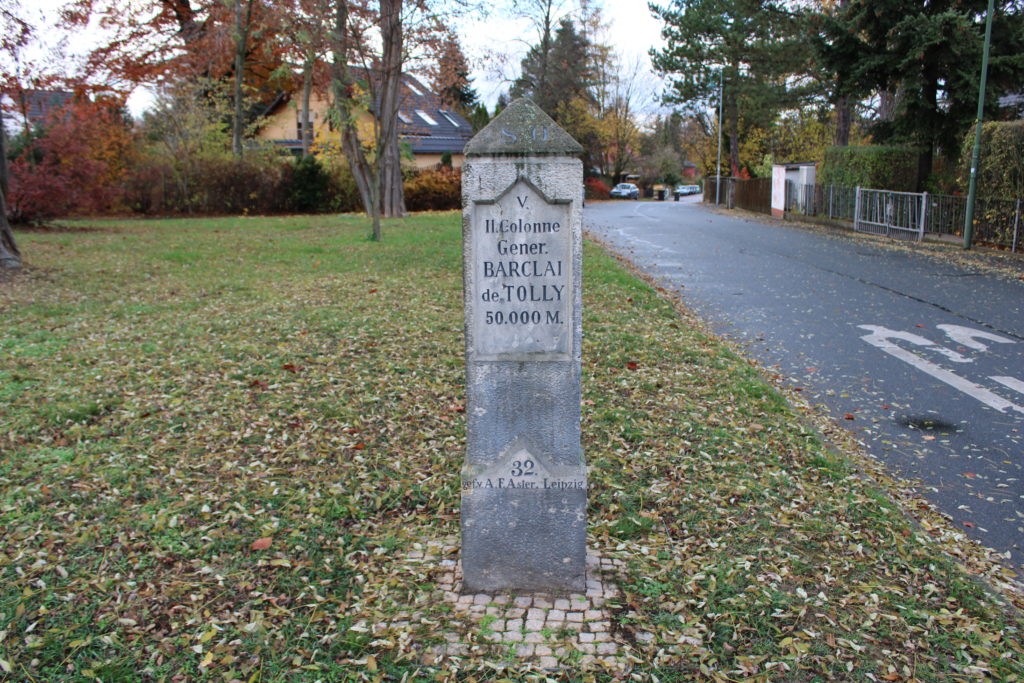 S O
V.
II. Colonne
Gener.
BARCLAI
de TOLLY
50.000 M.
32.
gef. v. A. F. Aster, Leipzig